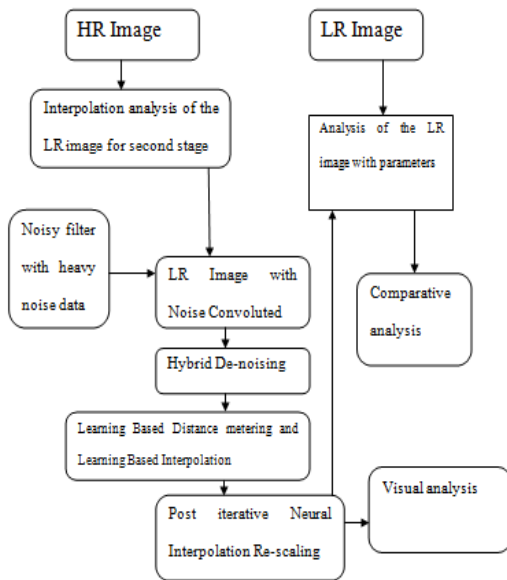 HR Image
LR Image
Interpolation analysis of the
LR image for second stage
Analysis of the LR
image with parameters
Noisy filter
with heavy
noise data
LR Image with
Noise Convoluted
Comparative
analysis
Hybrid De-noising
Learning Based Distance metering and
Learning Based Interpolation
Post iterative Neural
Interpolation Re-scaling
Visual analysis